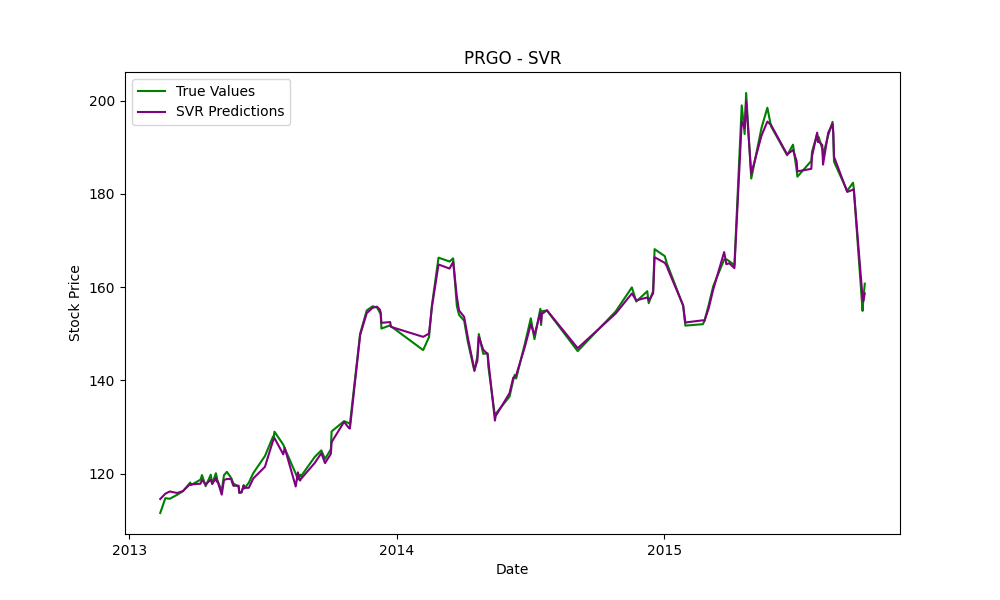 PRGO - SVR
True Values
SVR Predictions
200
180
160
140
120
Stock Price
2013
2014
2015
Date